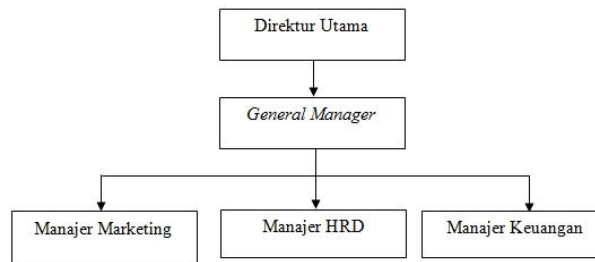 Direktur Utama
General Manager
Manajer Marketing
Manajer HRD
Manajer Keuangan